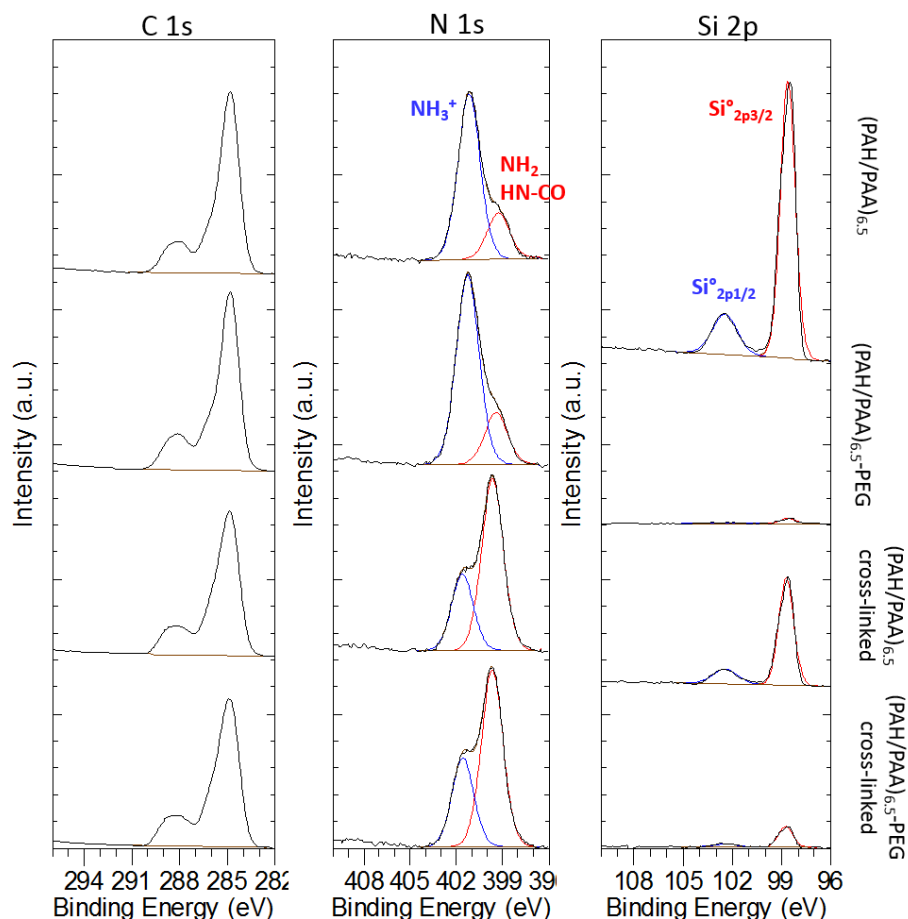 C 1s
N 1s
Si 2p
NH₃⁺
NH₂
HN-CO
Si°2p3/2
Si°2p1/2
Intensity (a.u.)
Intensity (a.u.)
Intensity (a.u.)
(PAH/PAA)6.5
(PAH/PAA)6.5-PEG
(PAH/PAA)6.5
cross-linked
(PAH/PAA)6.5-PEG
cross-linked
294 291 288 285 282
408 405 402 399 39
108 105 102 99 96
Binding Energy (eV)
Binding Energy (eV)
Binding Energy (eV)